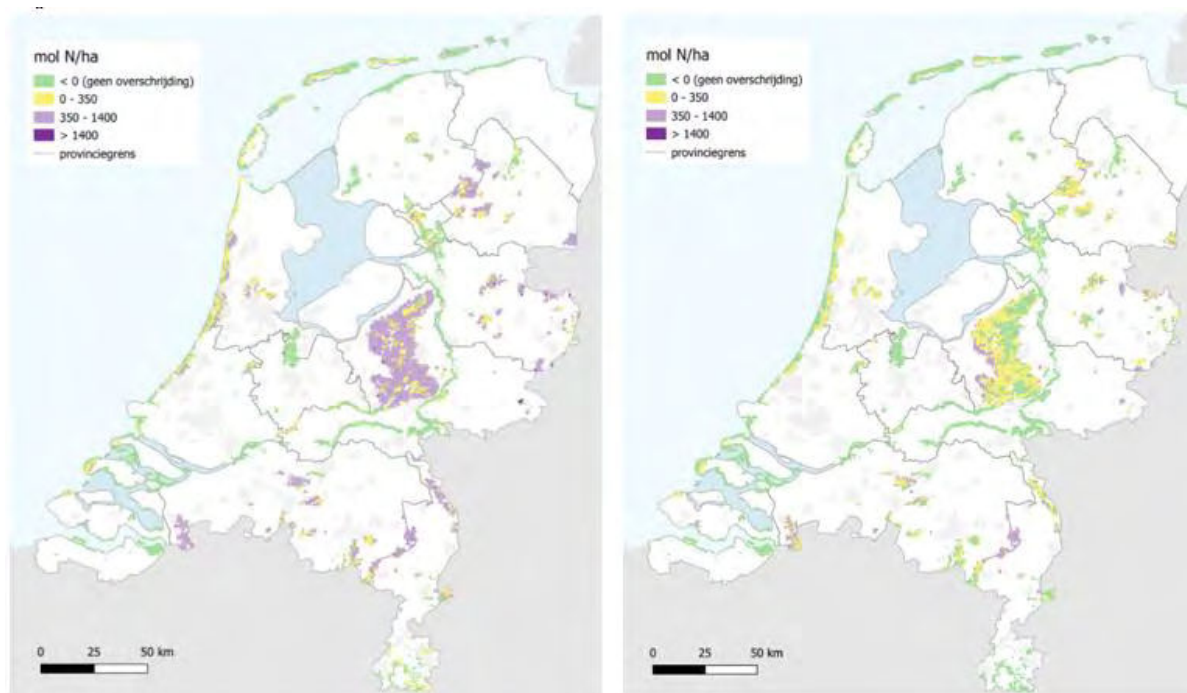 mol N/ha
< 0 (geen overschrijding)
0 - 350
350 - 1400
> 1400
provinciegrens
0 25 50 km
mol N/ha
< 0 (geen overschrijding)
0 - 350
350 - 1400
> 1400
provinciegrens
0 25 50 km